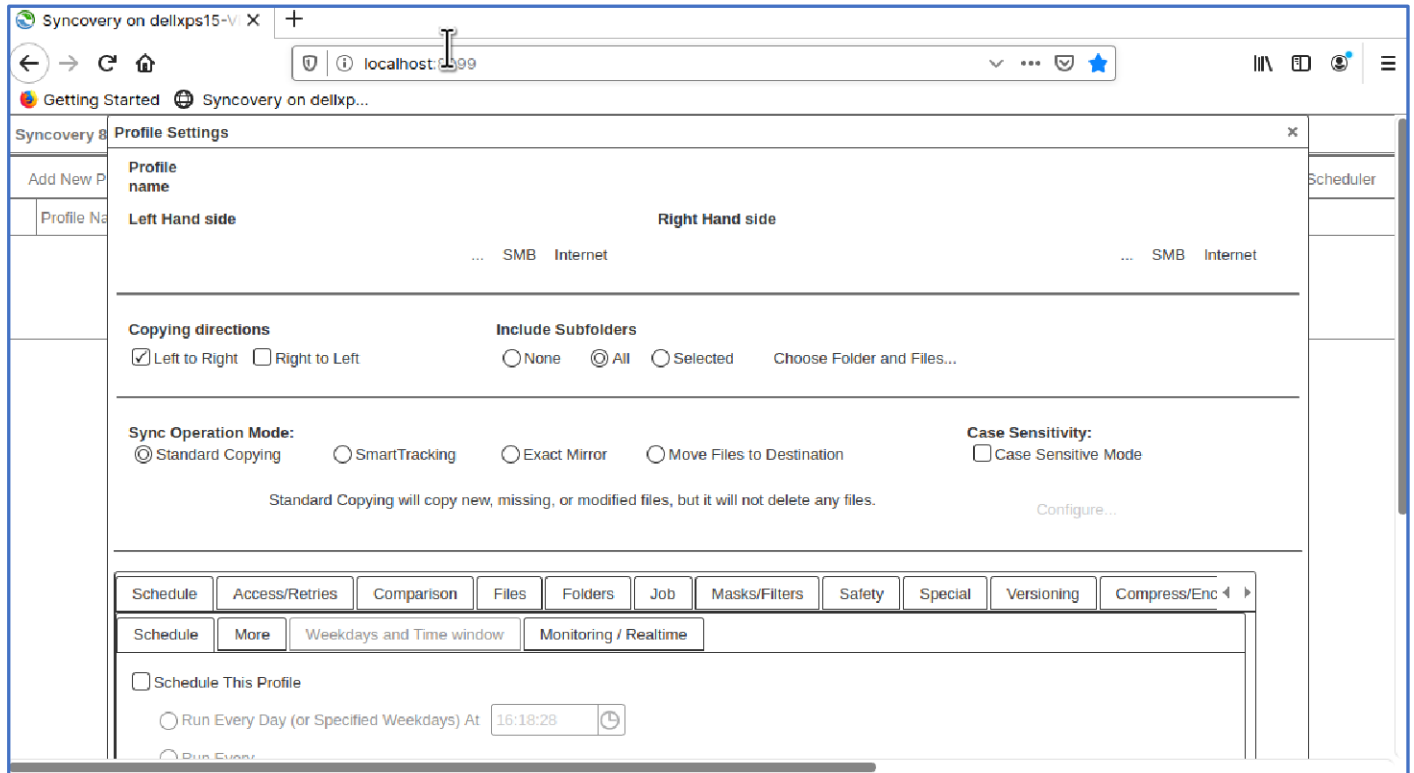 Syncovery on dellxps15-V
localhost: 99
Getting Started Syncovery on dellxp...
Syncovery 8 Profile Settings
Add New P Scheduler
Profile Na
Profile
name
Left Hand side Right Hand side
... SMB Internet ... SMB Internet
Copying directions Include Subfolders
Left to Right Right to Left None All Selected Choose Folder and Files...
Sync Operation Mode: Case Sensitivity:
Standard Copying SmartTracking Exact Mirror Move Files to Destination Case Sensitive Mode
Standard Copying will copy new, missing, or modified files, but it will not delete any files.
Configure...
Schedule Access/Retries Comparison Files Folders Job Masks/Filters Safety Special Versioning Compress/Enc
Schedule More Weekdays and Time window Monitoring / Realtime
Schedule This Profile
Run Every Day (or Specified Weekdays) At 16:18:28
Run Every